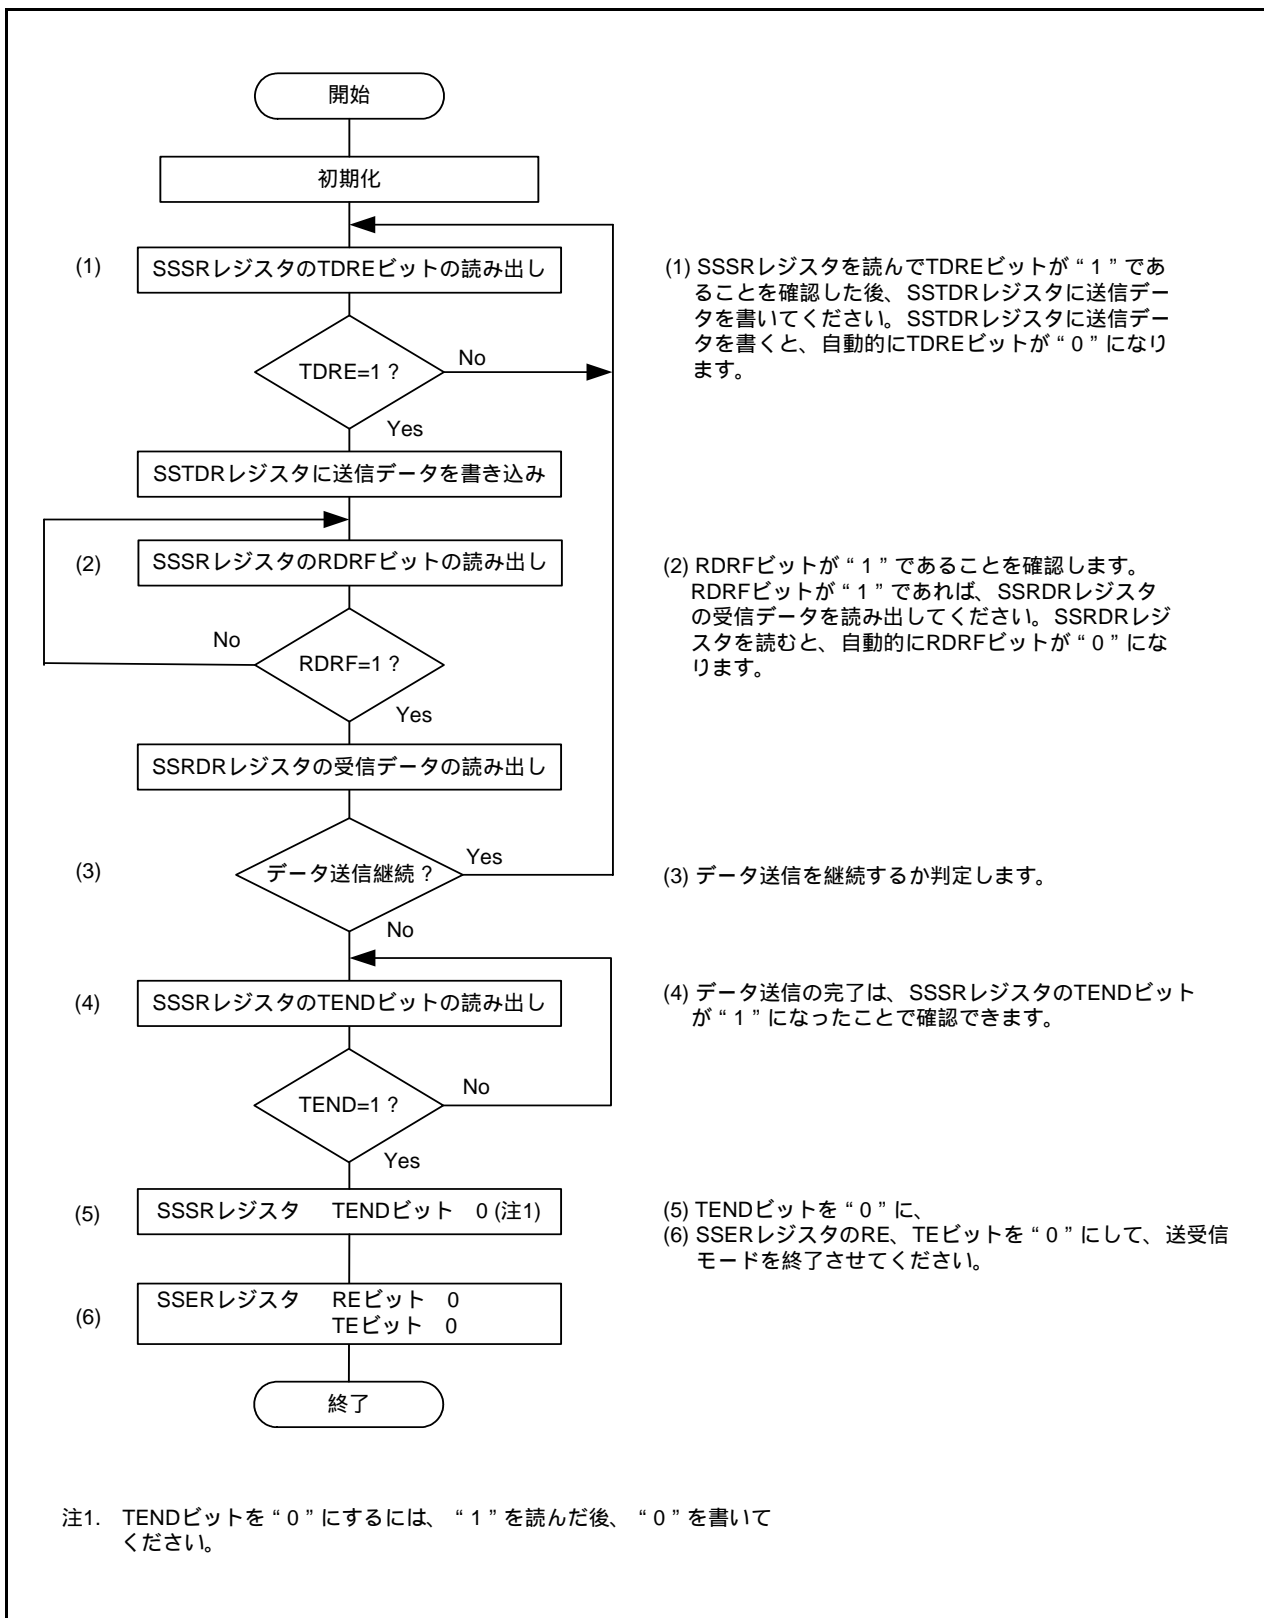 開始
初期化
(1)
SSSRレジスタのTDREビットの読み出し
TDRE=1 ?
No
Yes
SSTDRレジスタに送信データを書き込み
(2)
SSSRレジスタのRDRFビットの読み出し
No
RDRF=1 ?
Yes
SSRDRレジスタの受信データの読み出し
(3)
データ送信継続 ?
Yes
No
(4)
SSSRレジスタのTENDビットの読み出し
TEND=1 ?
No
Yes
(5)
SSSRレジスタ TENDビット 0 (注1)
(6)
SSERレジスタ REビット 0
TEビット 0
終了
(1) SSSRレジスタを読んでTDREビットが “ 1 ” であ
ることを確認した後、SSTDRレジスタに送信デー
タを書いてください。SSTDRレジスタに送信デー
タを書くと、自動的にTDREビットが “ 0 ” になり
ます。
(2) RDRFビットが “ 1 ” であることを確認します。
RDRFビットが “ 1 ” であれば、SSRDRレジスタ
の受信データを読み出してください。SSRDRレジ
スタを読むと、自動的にRDRFビットが “ 0 ” にな
ります。
(3) データ送信を継続するか判定します。
(4) データ送信の完了は、SSSRレジスタのTENDビット
が “ 1 ” になったことで確認できます。
(5) TENDビットを “ 0 ” に、
(6) SSERレジスタのRE、TEビットを “ 0 ” にして、送受信
モードを終了させてください。
注1. TENDビットを “ 0 ” にするには、 “ 1 ” を読んだ後、 “ 0 ” を書いて
ください。